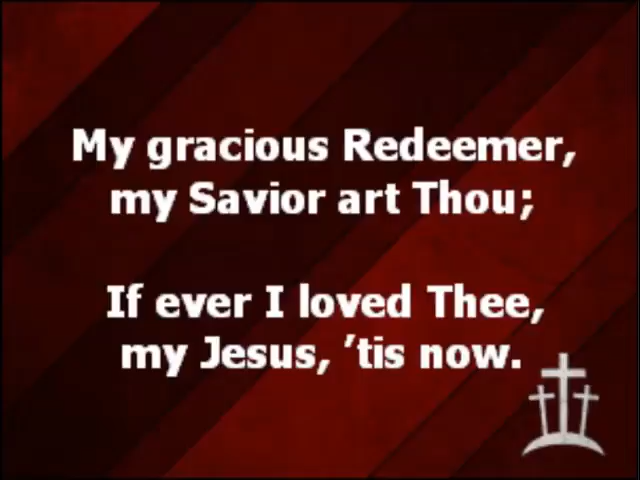 My gracious Redeemer,
my Savior art Thou;
If ever I loved Thee,
my Jesus, ’tis now.